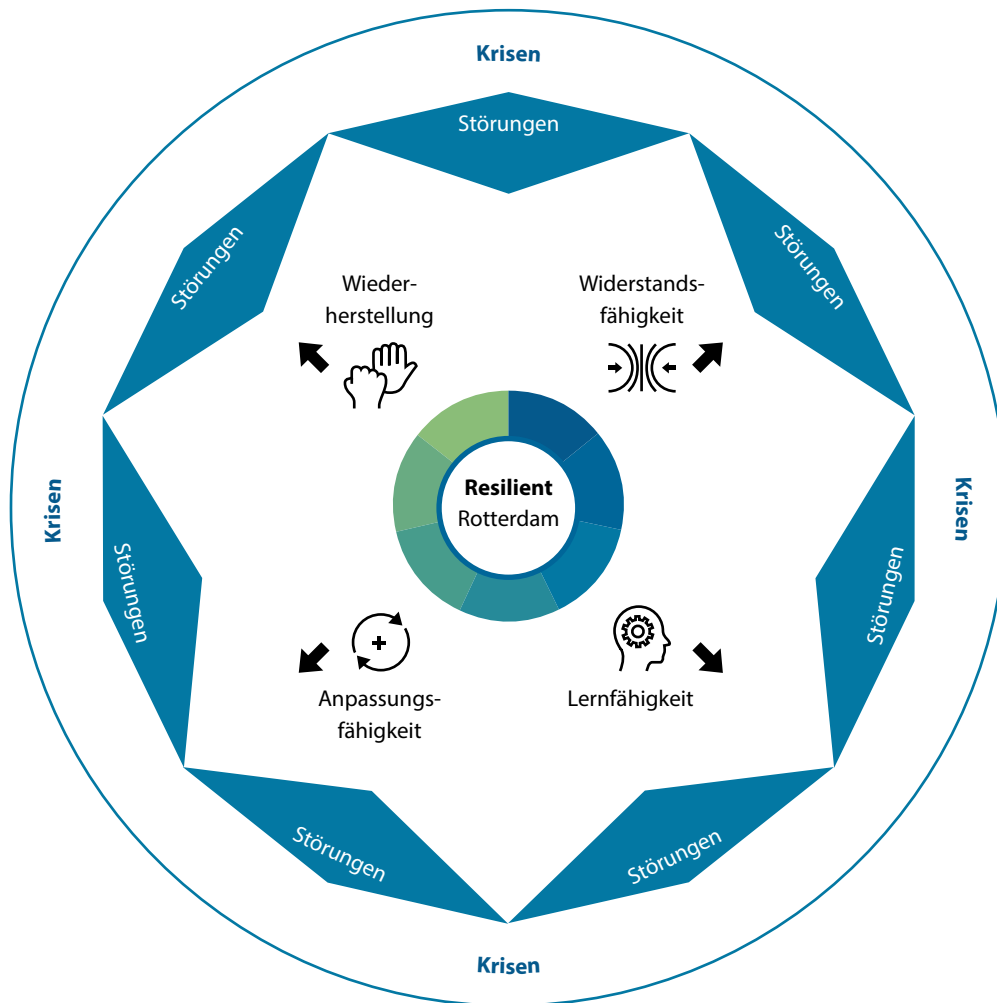 Krisen
Störungen
Störungen
Störungen
Wieder-
herstellung
Widerstands-
fähigkeit
Krisen
Resilient
Rotterdam
Krisen
Störungen
Störungen
Anpassungs-
fähigkeit
Lernfähigkeit
Störungen
Störungen
Krisen